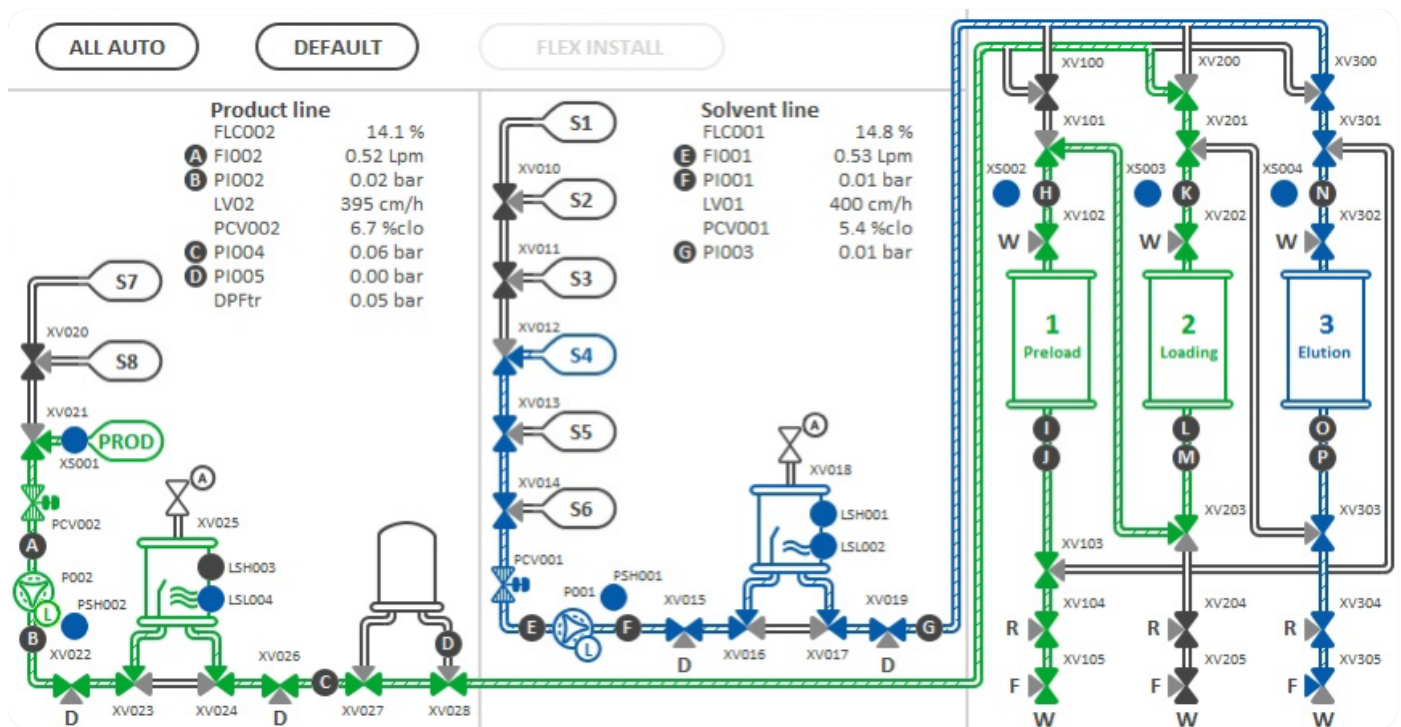 ALL AUTO
DEFAULT
FLEX INSTALL
Product line
FLC002 14.1 %
A FI002 0.52 Lpm
B PI002 0.02 bar
LV02 395 cm/h
PCV002 6.7 %clo
C PI004 0.06 bar
D PI005 0.00 bar
DPFtr 0.05 bar
S7
XV020
S8
XV021
PROD
XS001
PCV002
A
P002
L
B
PSH002
XV022
D
XV023
A
XV025
LSH003
LSL004
XV024
XV026
D
C
XV027
D
XV028
Solvent line
FLC001 14.8 %
E FI001 0.53 Lpm
F PI001 0.01 bar
LV01 400 cm/h
PCV001 5.4 %clo
G PI003 0.01 bar
S1
XV010
S2
XV011
S3
XV012
S4
XV013
S5
XV014
S6
PCV001
E
P001
L
PSH001
F
XV015
D
XV016
A
XV018
LSH001
LSL002
XV017
XV019
D
G
XV100
XV101
XS002
H
XV102
W
1
Preload
I
J
XV103
XV104
R
XV105
F
W
XV200
XV201
XS003
K
XV202
W
2
Loading
L
M
XV203
XV204
R
XV205
F
W
XV300
XV301
XS004
N
XV302
W
3
Elution
O
P
XV303
XV304
R
XV305
F
W